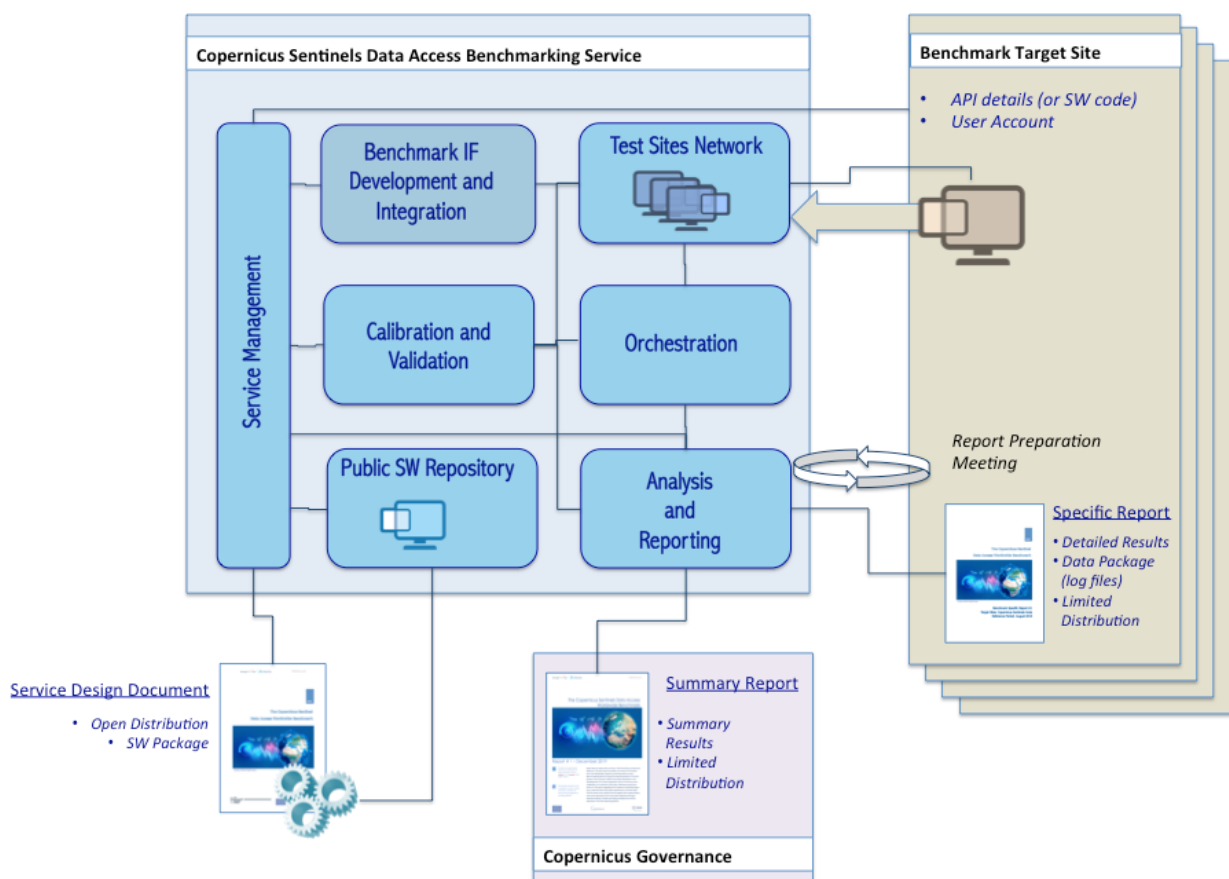 Copernicus Sentinels Data Access Benchmarking Service
Benchmark Target Site
• API details (or SW code)
• User Account
Service Management
Benchmark IF
Development and
Integration
Test Sites Network
Calibration and
Validation
Orchestration
Public SW Repository
Analysis
and
Reporting
Report Preparation
Meeting
Specific Report
• Detailed Results
• Data Package
(log files)
• Limited
Distribution
Service Design Document
• Open Distribution
• SW Package
Summary Report
• Summary
Results
• Limited
Distribution
Copernicus Governance